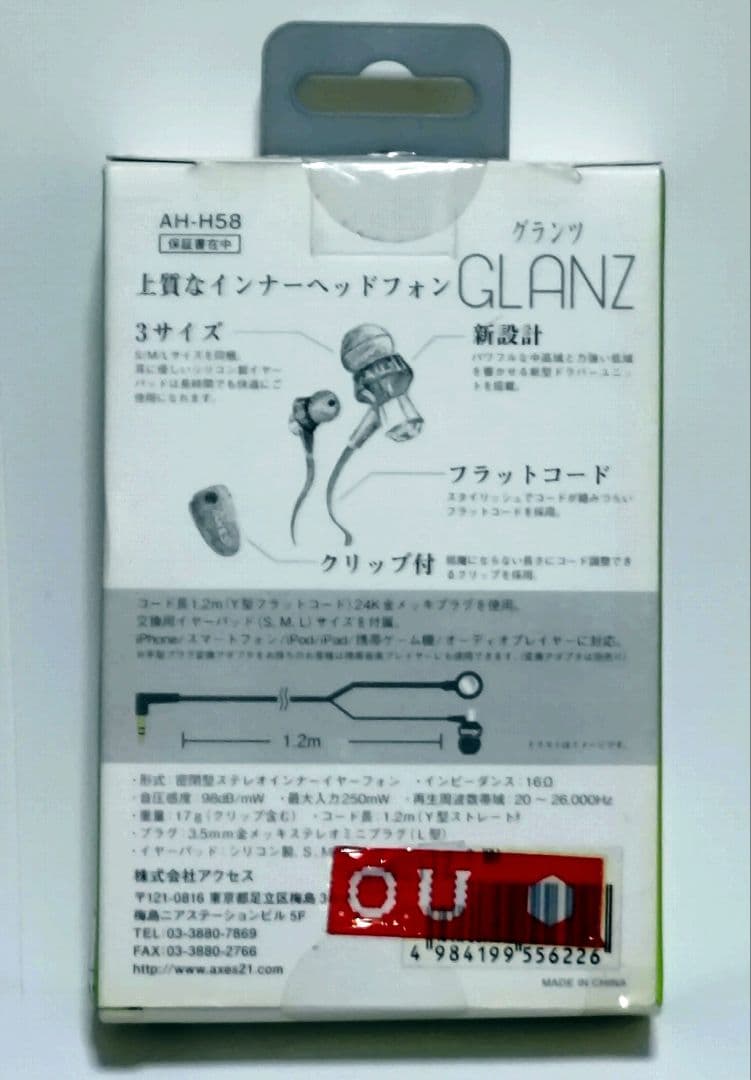 AH-H58
保証書在中
グランツ
上質なインナーヘッドフォン GLANZ
3サイズ
S/M/Lサイズを同梱。
耳に優しいシリコン製イヤー
パッドは長時間でも快適にご
使用になれます。
新設計
パワフルな中高域と力強い低域
を響かせる新型ドライバーユニッ
トを搭載。
フラットコード
スタイリッシュでコードが絡みづらい
フラットコードを採用。
クリップ付
邪魔にならない長さにコード調整でき
るクリップを採用。
コード長1.2m(Y型フラットコード)24K金メッキプラグを使用。
交換用イヤーパッド(S, M, L)サイズを付属。
iPhone/スマートフォン/iPod/iPad/携帯ゲーム機/オーディオプレイヤーに対応。
1.2m
・形式:密閉型ステレオインナーイヤーフォン ・インピーダンス:16Ω
・音圧感度 98dB/mW ・最大入力250mW ・再生周波数帯域:20～26.000Hz
・重量:17g(クリップ含む) ・コード長:1.2m(Y型ストレート)
・プラグ:3.5mm金メッキステレオミニプラグ(L型)
・イヤーパッド:シリコン製, S, M
株式会社アクセス
〒121-0816 東京都足立区梅島 3
梅島ニアステーションビル 5F
TEL:03-3880-7869
FAX:03-3880-2766
http://www.axes21.com
OU
4 984199 556226
MADE IN CHINA